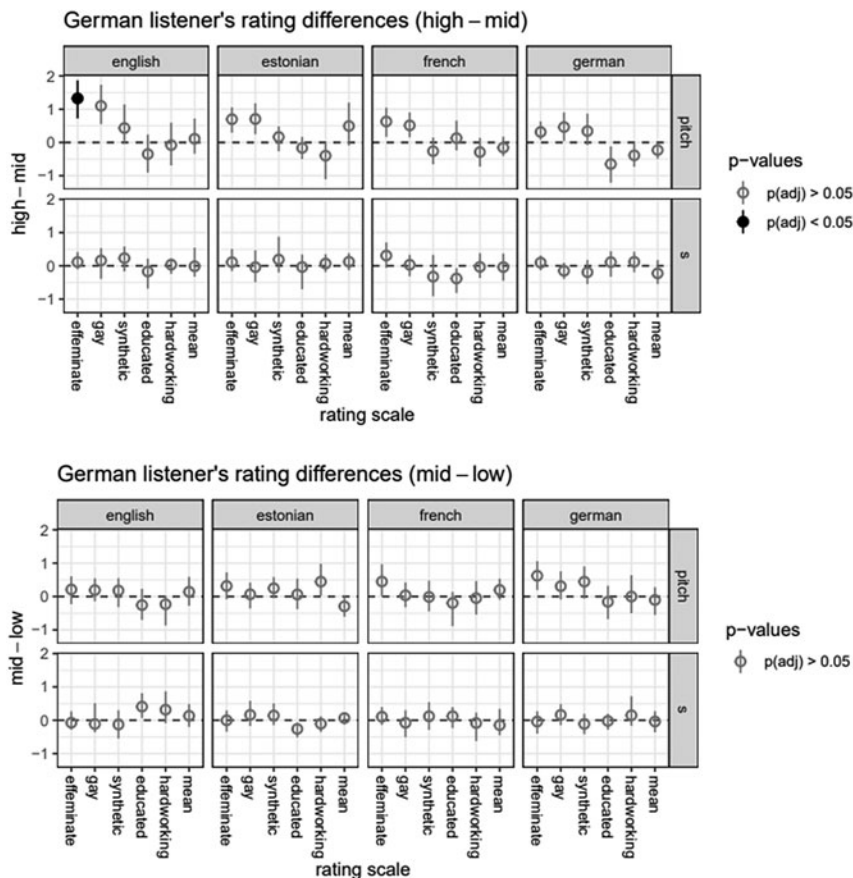 German listener's rating differences (high – mid)
english estonian french german
2
1
0
−1
pitch
2
1
0
−1
s
high – mid
effeminate gay synthetic educated hardworking mean effeminate gay synthetic educated hardworking mean effeminate gay synthetic educated hardworking mean effeminate gay synthetic educated hardworking mean
rating scale
p−values
p(adj) > 0.05
p(adj) < 0.05
German listener's rating differences (mid – low)
english estonian french german
2
1
0
−1
pitch
2
1
0
−1
s
mid – low
effeminate gay synthetic educated hardworking mean effeminate gay synthetic educated hardworking mean effeminate gay synthetic educated hardworking mean effeminate gay synthetic educated hardworking mean
rating scale
p−values
p(adj) > 0.05